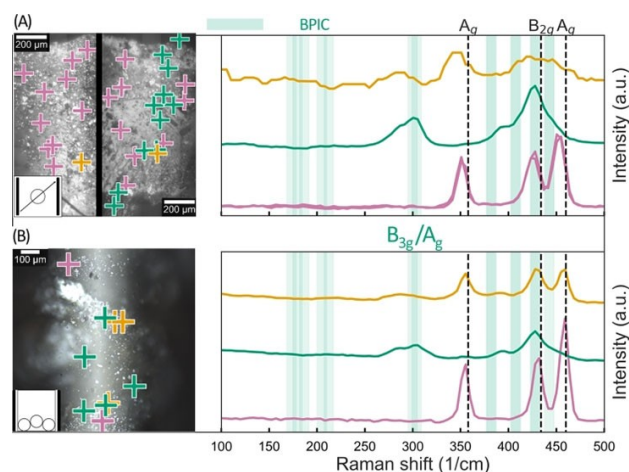 (A)
200 µm
200 µm
BPIC
Ag
B2g
Ag
Intensity (a.u.)
(B)
100 µm
B3g/Ag
Intensity (a.u.)
100 150 200 250 300 350 400 450 500
Raman shift (1/cm)